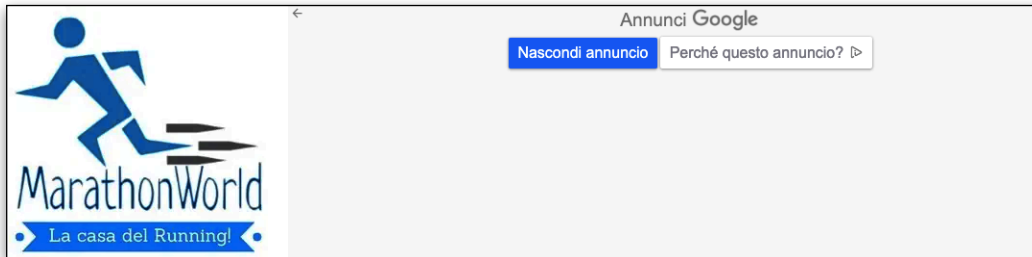 Annunci Google
Nascondi annuncio
Perché questo annuncio?
MarathonWorld
La casa del Running!